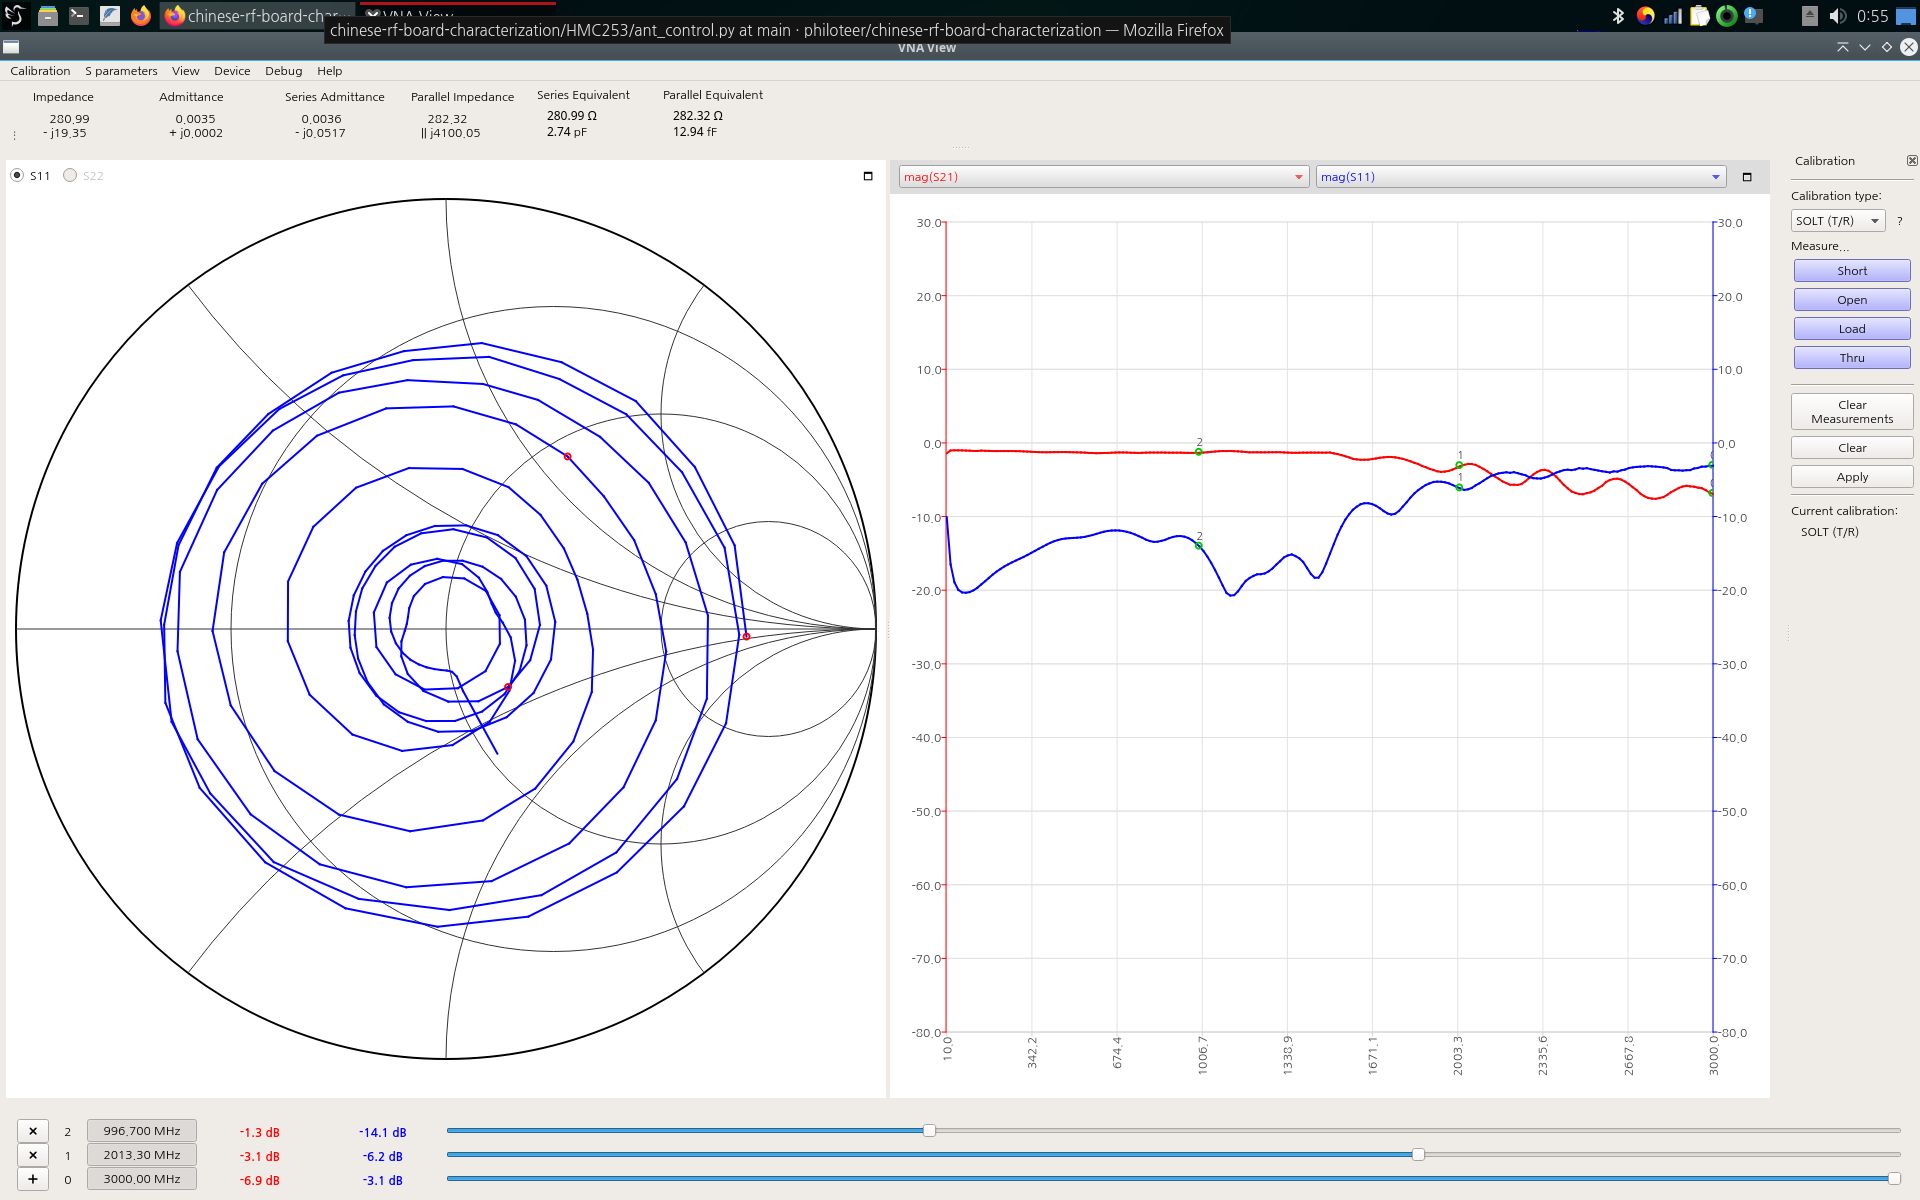 chinese-rf-board-char
VNA View
0:55
chinese-rf-board-characterization/HMC253/ant_control.py at main · philoteer/chinese-rf-board-characterization — Mozilla Firefox
VNA View
Calibration S parameters View Device Debug Help
Impedance Admittance Series Admittance Parallel Impedance Series Equivalent Parallel Equivalent
280.99 0.0035 0.0036 282.32 280.99 Ω 282.32 Ω
- j19.35 + j0.0002 - j0.0517 || j4100.05 2.74 pF 12.94 fF
S11 S22
mag(S21) mag(S11)
30.0 30.0
20.0 20.0
10.0 10.0
0.0 0.0
-10.0 -10.0
-20.0 -20.0
-30.0 -30.0
-40.0 -40.0
-50.0 -50.0
-60.0 -60.0
-70.0 -70.0
-80.0 -80.0
2
1
1
2
10.0 342.2 674.4 1006.7 1338.9 1671.1 2003.3 2335.6 2667.8 3000.0
Calibration
Calibration type:
SOLT (T/R) ?
Measure...
Short
Open
Load
Thru
Clear
Measurements
Clear
Apply
Current calibration:
SOLT (T/R)
× 2 996.700 MHz -1.3 dB -14.1 dB
× 1 2013.30 MHz -3.1 dB -6.2 dB
+ 0 3000.00 MHz -6.9 dB -3.1 dB